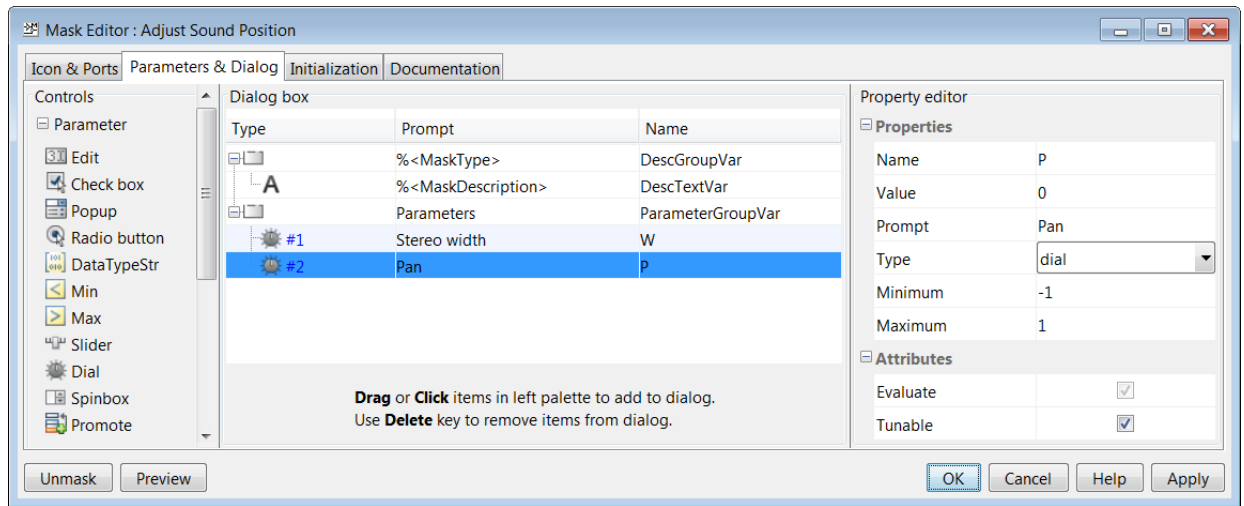 Mask Editor : Adjust Sound Position
Icon & Ports Parameters & Dialog Initialization Documentation
Controls
Parameter
Edit
Check box
Popup
Radio button
DataTypeStr
Min
Max
Slider
Dial
Spinbox
Promote
Dialog box
Type Prompt Name
%<MaskType> DescGroupVar
A %<MaskDescription> DescTextVar
Parameters ParameterGroupVar
#1 Stereo width W
#2 Pan P
Drag or Click items in left palette to add to dialog.
Use Delete key to remove items from dialog.
Property editor
Properties
Name P
Value 0
Prompt Pan
Type dial
Minimum -1
Maximum 1
Attributes
Evaluate
Tunable
Unmask Preview OK Cancel Help Apply